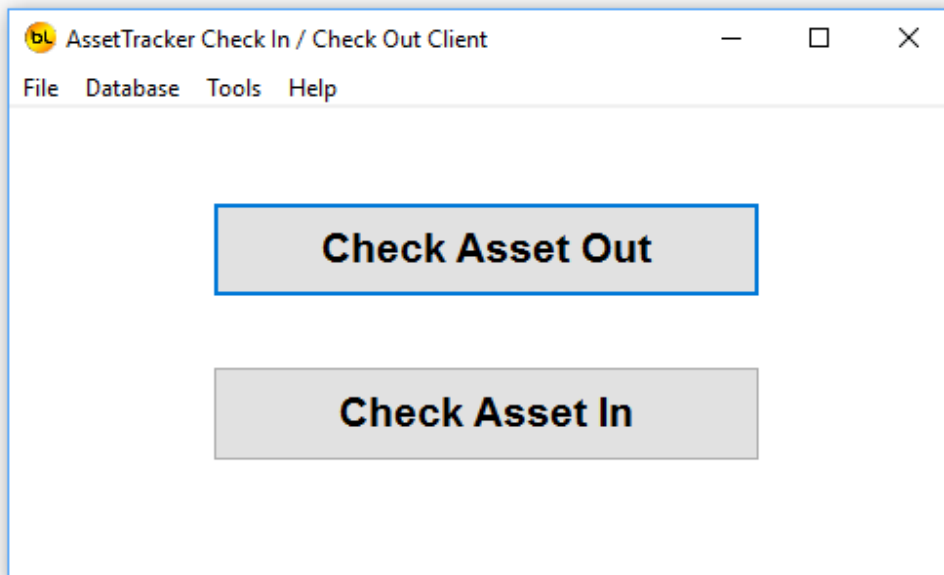 bL AssetTracker Check In / Check Out Client
File Database Tools Help
Check Asset Out
Check Asset In